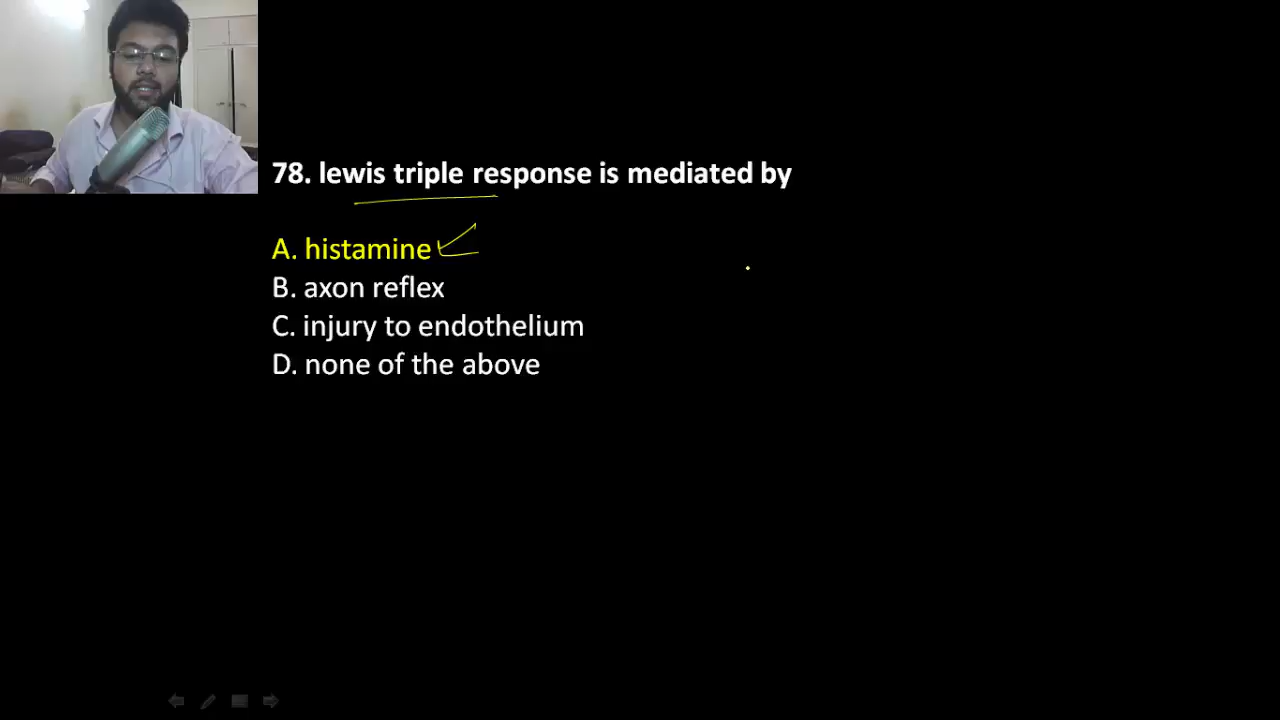 78. lewis triple response is mediated by
A. histamine
B. axon reflex
C. injury to endothelium
D. none of the above